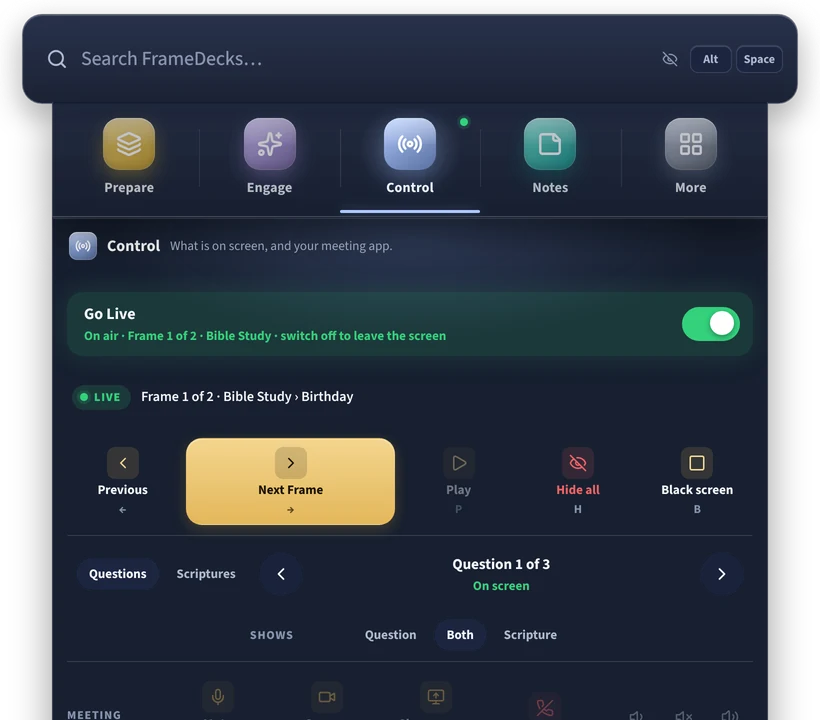 Search FrameDecks…
Alt
Space
Prepare
Engage
Control
Notes
More
Control What is on screen, and your meeting app.
Go Live
On air · Frame 1 of 2 · Bible Study · switch off to leave the screen
LIVE Frame 1 of 2 · Bible Study › Birthday
Previous
←
Next Frame
→
Play
P
Hide all
H
Black screen
B
Questions
Scriptures
Question 1 of 3
On screen
SHOWS
Question
Both
Scripture
MEETING